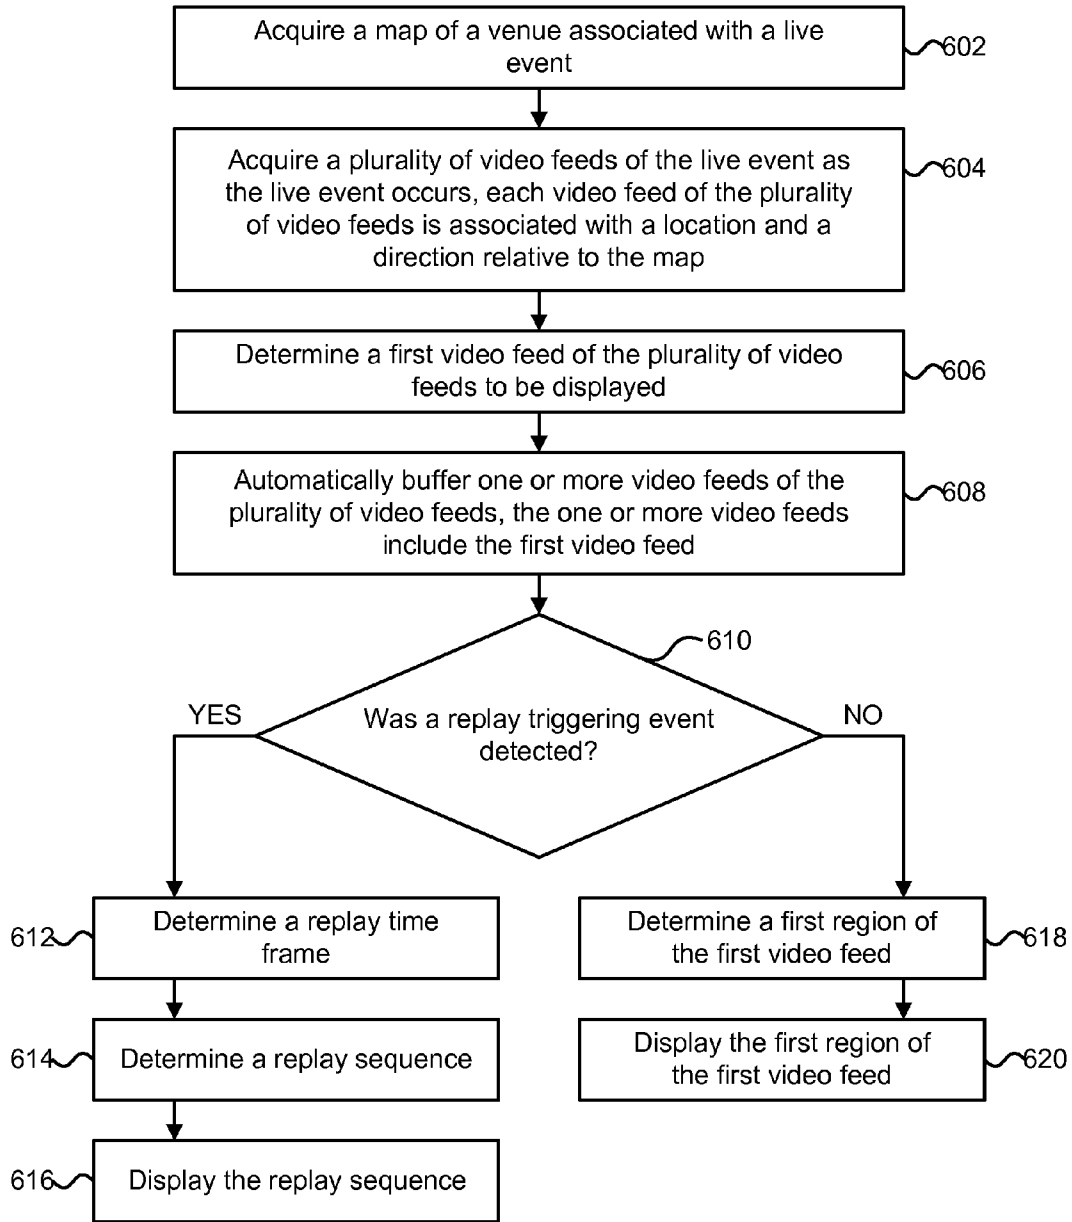 Acquire a map of a venue associated with a live
event
602
Acquire a plurality of video feeds of the live event as
the live event occurs, each video feed of the plurality
of video feeds is associated with a location and a
direction relative to the map
604
Determine a first video feed of the plurality of video
feeds to be displayed
606
Automatically buffer one or more video feeds of the
plurality of video feeds, the one or more video feeds
include the first video feed
608
610
Was a replay triggering event
detected?
YES
NO
612
Determine a replay time
frame
614
Determine a replay sequence
616
Display the replay sequence
Determine a first region of
the first video feed
618
Display the first region of
the first video feed
620